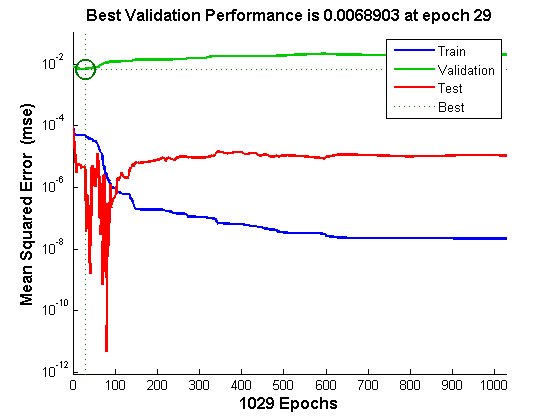 Best Validation Performance is 0.0068903 at epoch 29
Mean Squared Error (mse)
10^-2
10^-4
10^-6
10^-8
10^-10
10^-12
Train
Validation
Test
Best
0 100 200 300 400 500 600 700 800 900 1000
1029 Epochs